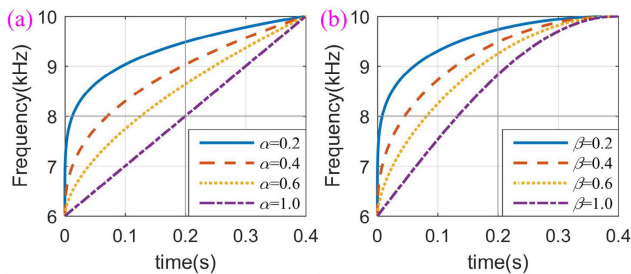 (a)
Frequency(kHz)
10
9
8
7
6
0 0.1 0.2 0.3 0.4
time(s)
α=0.2
α=0.4
α=0.6
α=1.0
(b)
Frequency(kHz)
10
9
8
7
6
0 0.1 0.2 0.3 0.4
time(s)
β=0.2
β=0.4
β=0.6
β=1.0